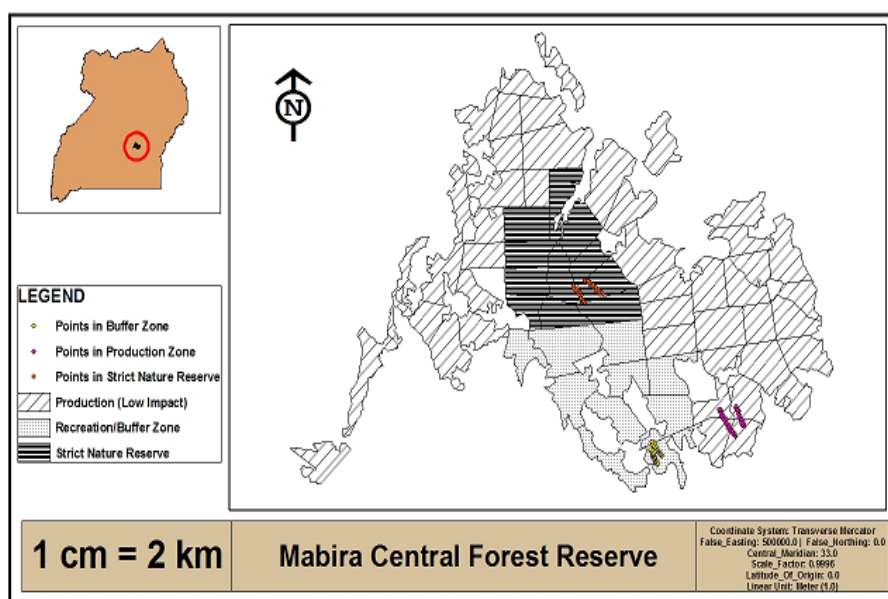 N
LEGEND
Points in Buffer Zone
Points in Production Zone
Points in Strict Nature Reserve
Production (Low Impact)
Recreation/Buffer Zone
Strict Nature Reserve
1 cm = 2 km
Mabira Central Forest Reserve
Coordinate System: Transverse Mercator
False_Easting: 500000.0 | False_Northing: 0.0
Central_Meridian: 33.0
Scale_Factor: 0.9996
Latitude_Of_Origin: 0.0
Linear Unit: Meter (1.0)